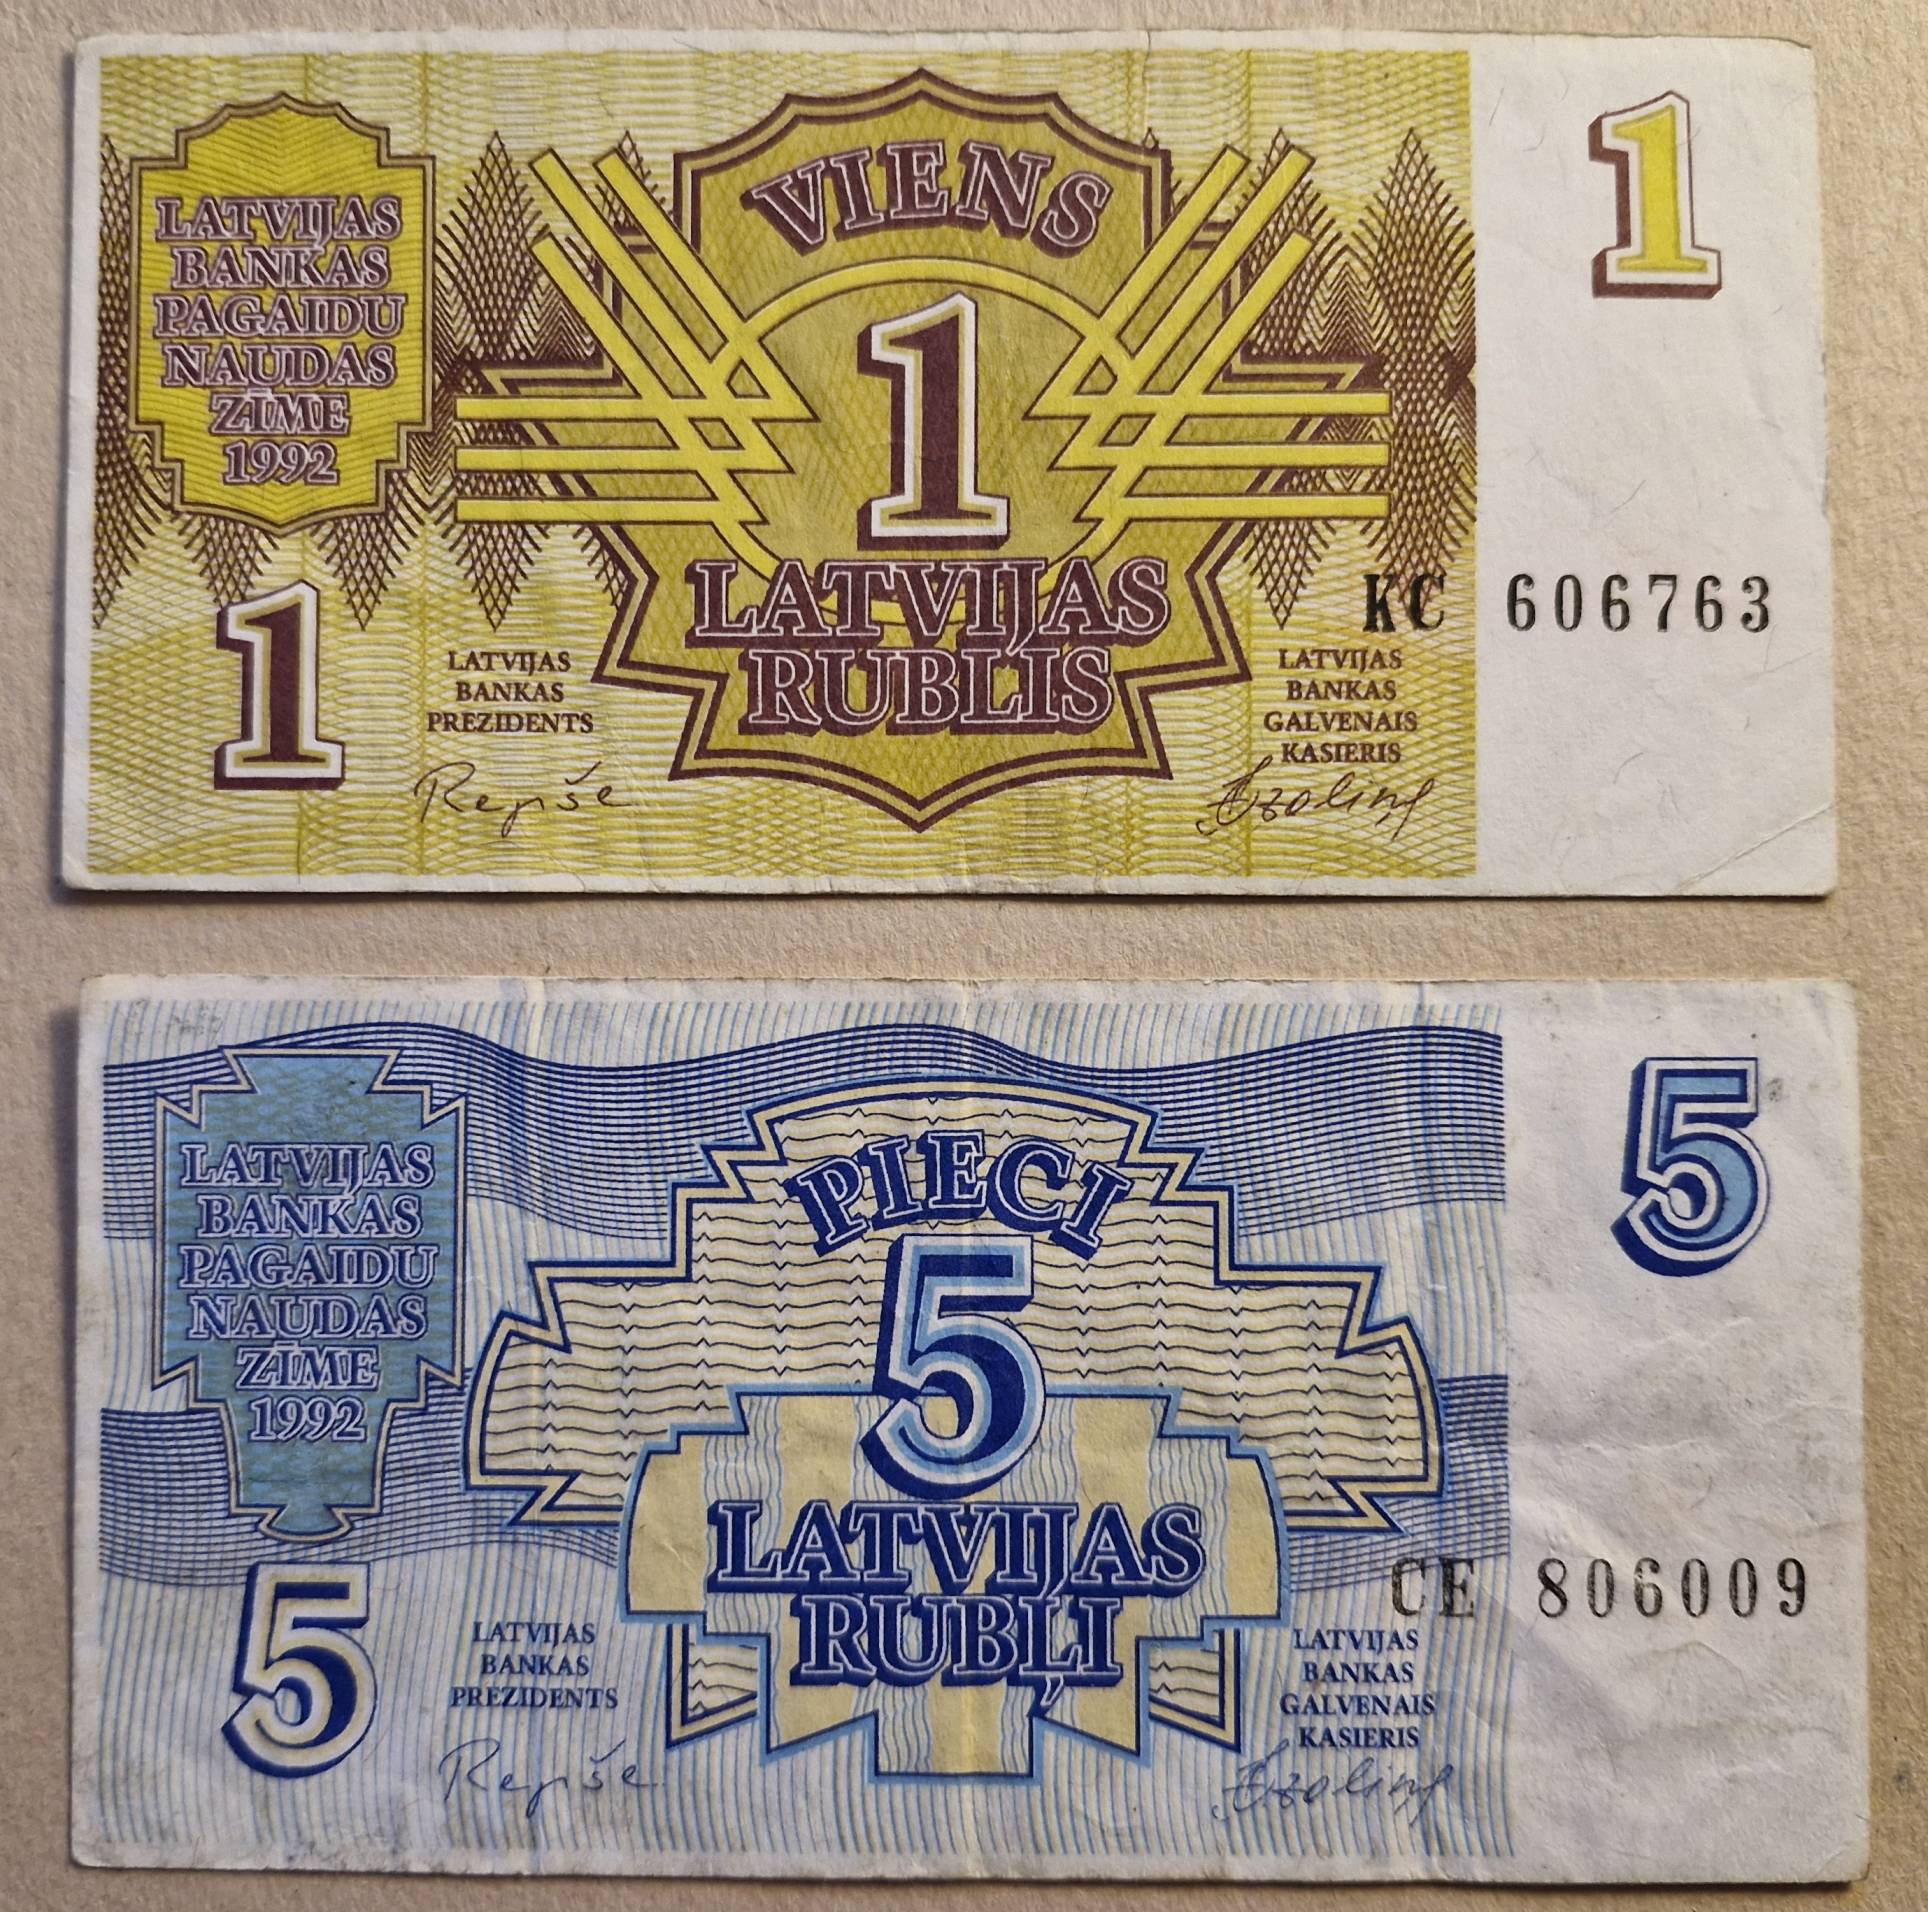 LATVIJAS
BANKAS
PAGAIDU
NAUDAS
ZĪME
1992
VIENS
1
LATVIJAS
RUBLIS
1
KC 606763
1
LATVIJAS
BANKAS
PREZIDENTS
Repše
LATVIJAS
BANKAS
GALVENAIS
KASIERIS
LATVIJAS
BANKAS
PAGAIDU
NAUDAS
ZĪME
1992
PIECI
5
LATVIJAS
RUBĻI
5
CE 806009
5
LATVIJAS
BANKAS
PREZIDENTS
Repše
LATVIJAS
BANKAS
GALVENAIS
KASIERIS